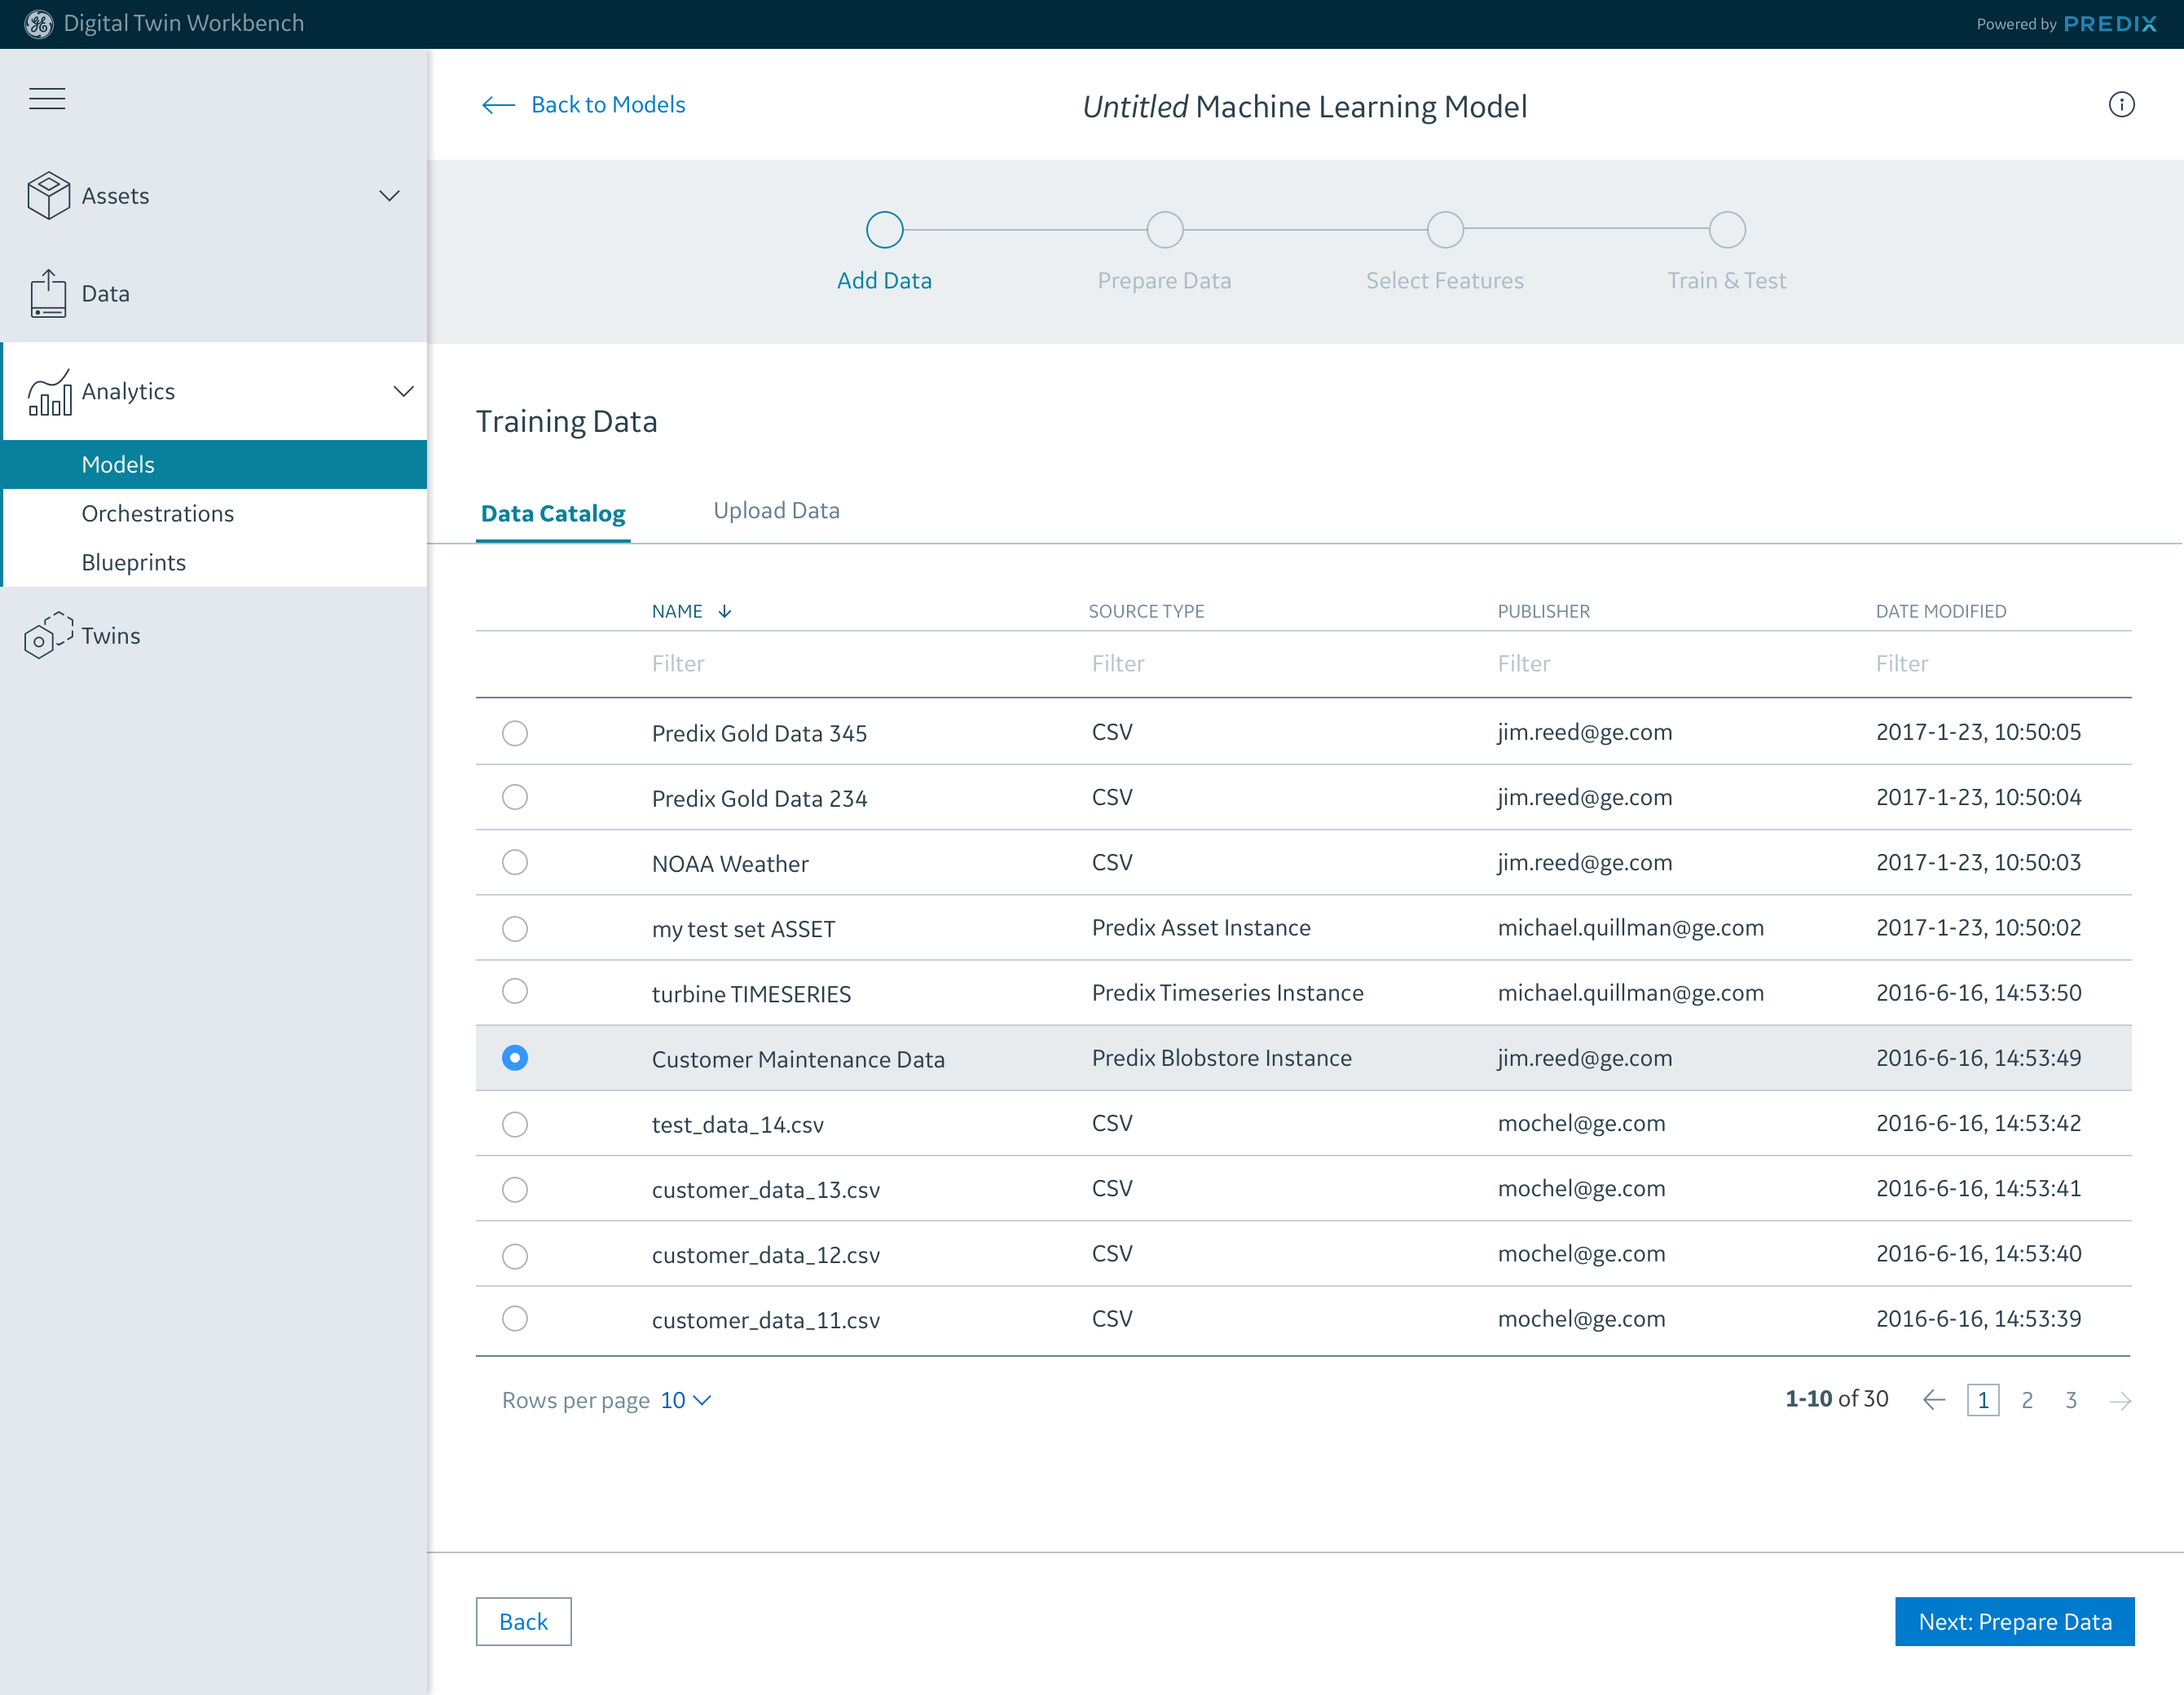 Digital Twin Workbench
Powered by PREDIX
Back to Models
Untitled Machine Learning Model
Assets
Data
Analytics
Models
Orchestrations
Blueprints
Twins
Add Data
Prepare Data
Select Features
Train & Test
Training Data
Data Catalog
Upload Data
NAME SOURCE TYPE PUBLISHER DATE MODIFIED
Filter Filter Filter Filter
Predix Gold Data 345 CSV jim.reed@ge.com 2017-1-23, 10:50:05
Predix Gold Data 234 CSV jim.reed@ge.com 2017-1-23, 10:50:04
NOAA Weather CSV jim.reed@ge.com 2017-1-23, 10:50:03
my test set ASSET Predix Asset Instance michael.quillman@ge.com 2017-1-23, 10:50:02
turbine TIMESERIES Predix Timeseries Instance michael.quillman@ge.com 2016-6-16, 14:53:50
Customer Maintenance Data Predix Blobstore Instance jim.reed@ge.com 2016-6-16, 14:53:49
test_data_14.csv CSV mochel@ge.com 2016-6-16, 14:53:42
customer_data_13.csv CSV mochel@ge.com 2016-6-16, 14:53:41
customer_data_12.csv CSV mochel@ge.com 2016-6-16, 14:53:40
customer_data_11.csv CSV mochel@ge.com 2016-6-16, 14:53:39
Rows per page 10
1-10 of 30 1 2 3
Back
Next: Prepare Data